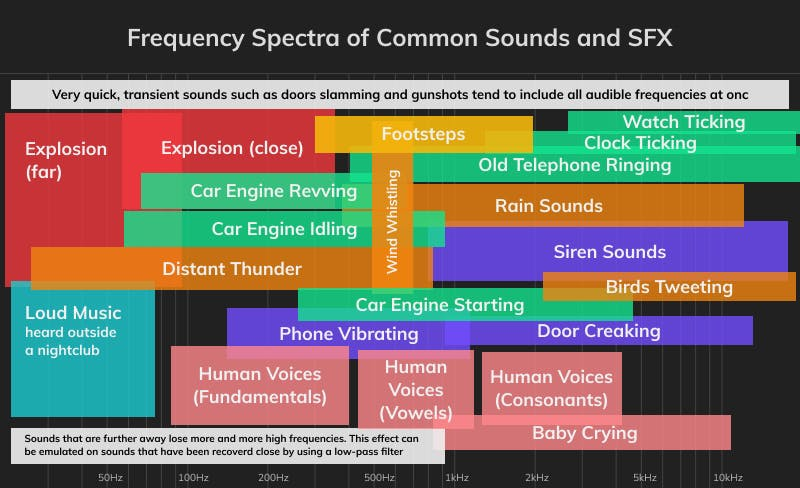 Frequency Spectra of Common Sounds and SFX
Very quick, transient sounds such as doors slamming and gunshots tend to include all audible frequencies at onc
Explosion
(far)
Explosion (close)
Footsteps
Watch Ticking
Clock Ticking
Old Telephone Ringing
Car Engine Revving
Wind Whistling
Rain Sounds
Car Engine Idling
Siren Sounds
Distant Thunder
Birds Tweeting
Loud Music
heard outside
a nightclub
Car Engine Starting
Phone Vibrating
Door Creaking
Human Voices
(Fundamentals)
Human
Voices
(Vowels)
Human Voices
(Consonants)
Baby Crying
Sounds that are further away lose more and more high frequencies. This effect can
be emulated on sounds that have been recoverd close by using a low-pass filter
50Hz 100Hz 200Hz 500Hz 1kHz 2kHz 5kHz 10kHz